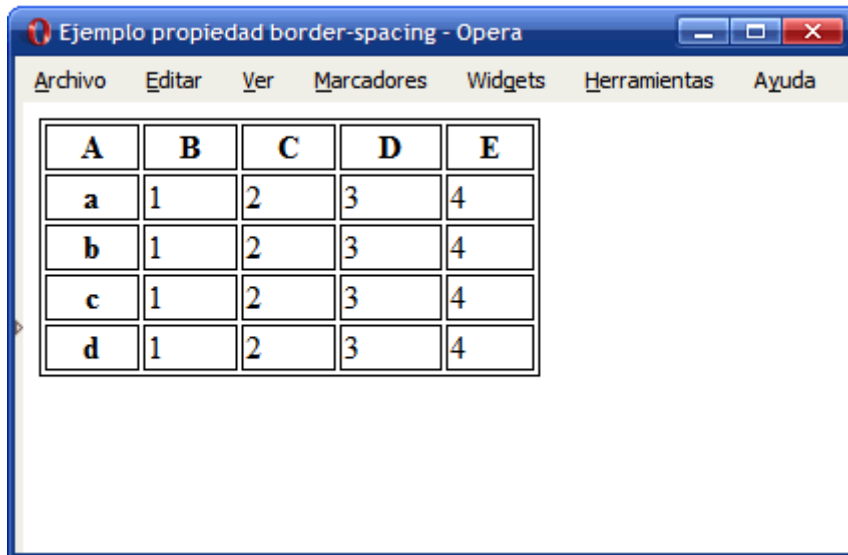 Ejemplo propiedad border-spacing - Opera
Archivo Editar Ver Marcadores Widgets Herramientas Ayuda
A B C D E
a 1 2 3 4
b 1 2 3 4
c 1 2 3 4
d 1 2 3 4